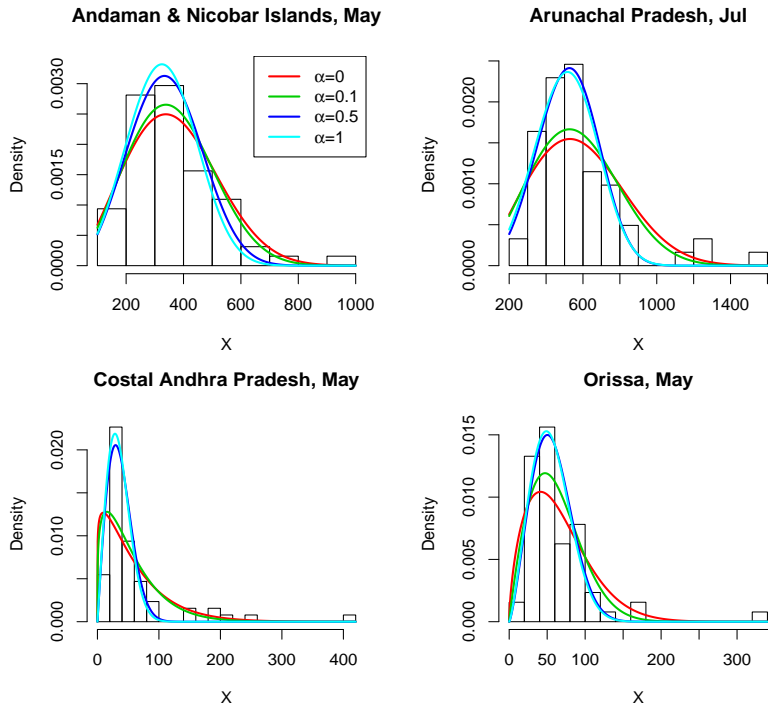 Andaman & Nicobar Islands, May
Density
0.0000
0.0015
0.0030
α=0
α=0.1
α=0.5
α=1
200 400 600 800 1000
X
Arunachal Pradesh, Jul
Density
0.0000
0.0010
0.0020
200 600 1000 1400
X
Costal Andhra Pradesh, May
Density
0.000
0.010
0.020
0 100 200 300 400
X
Orissa, May
Density
0.000
0.005
0.010
0.015
0 50 100 200 300
X